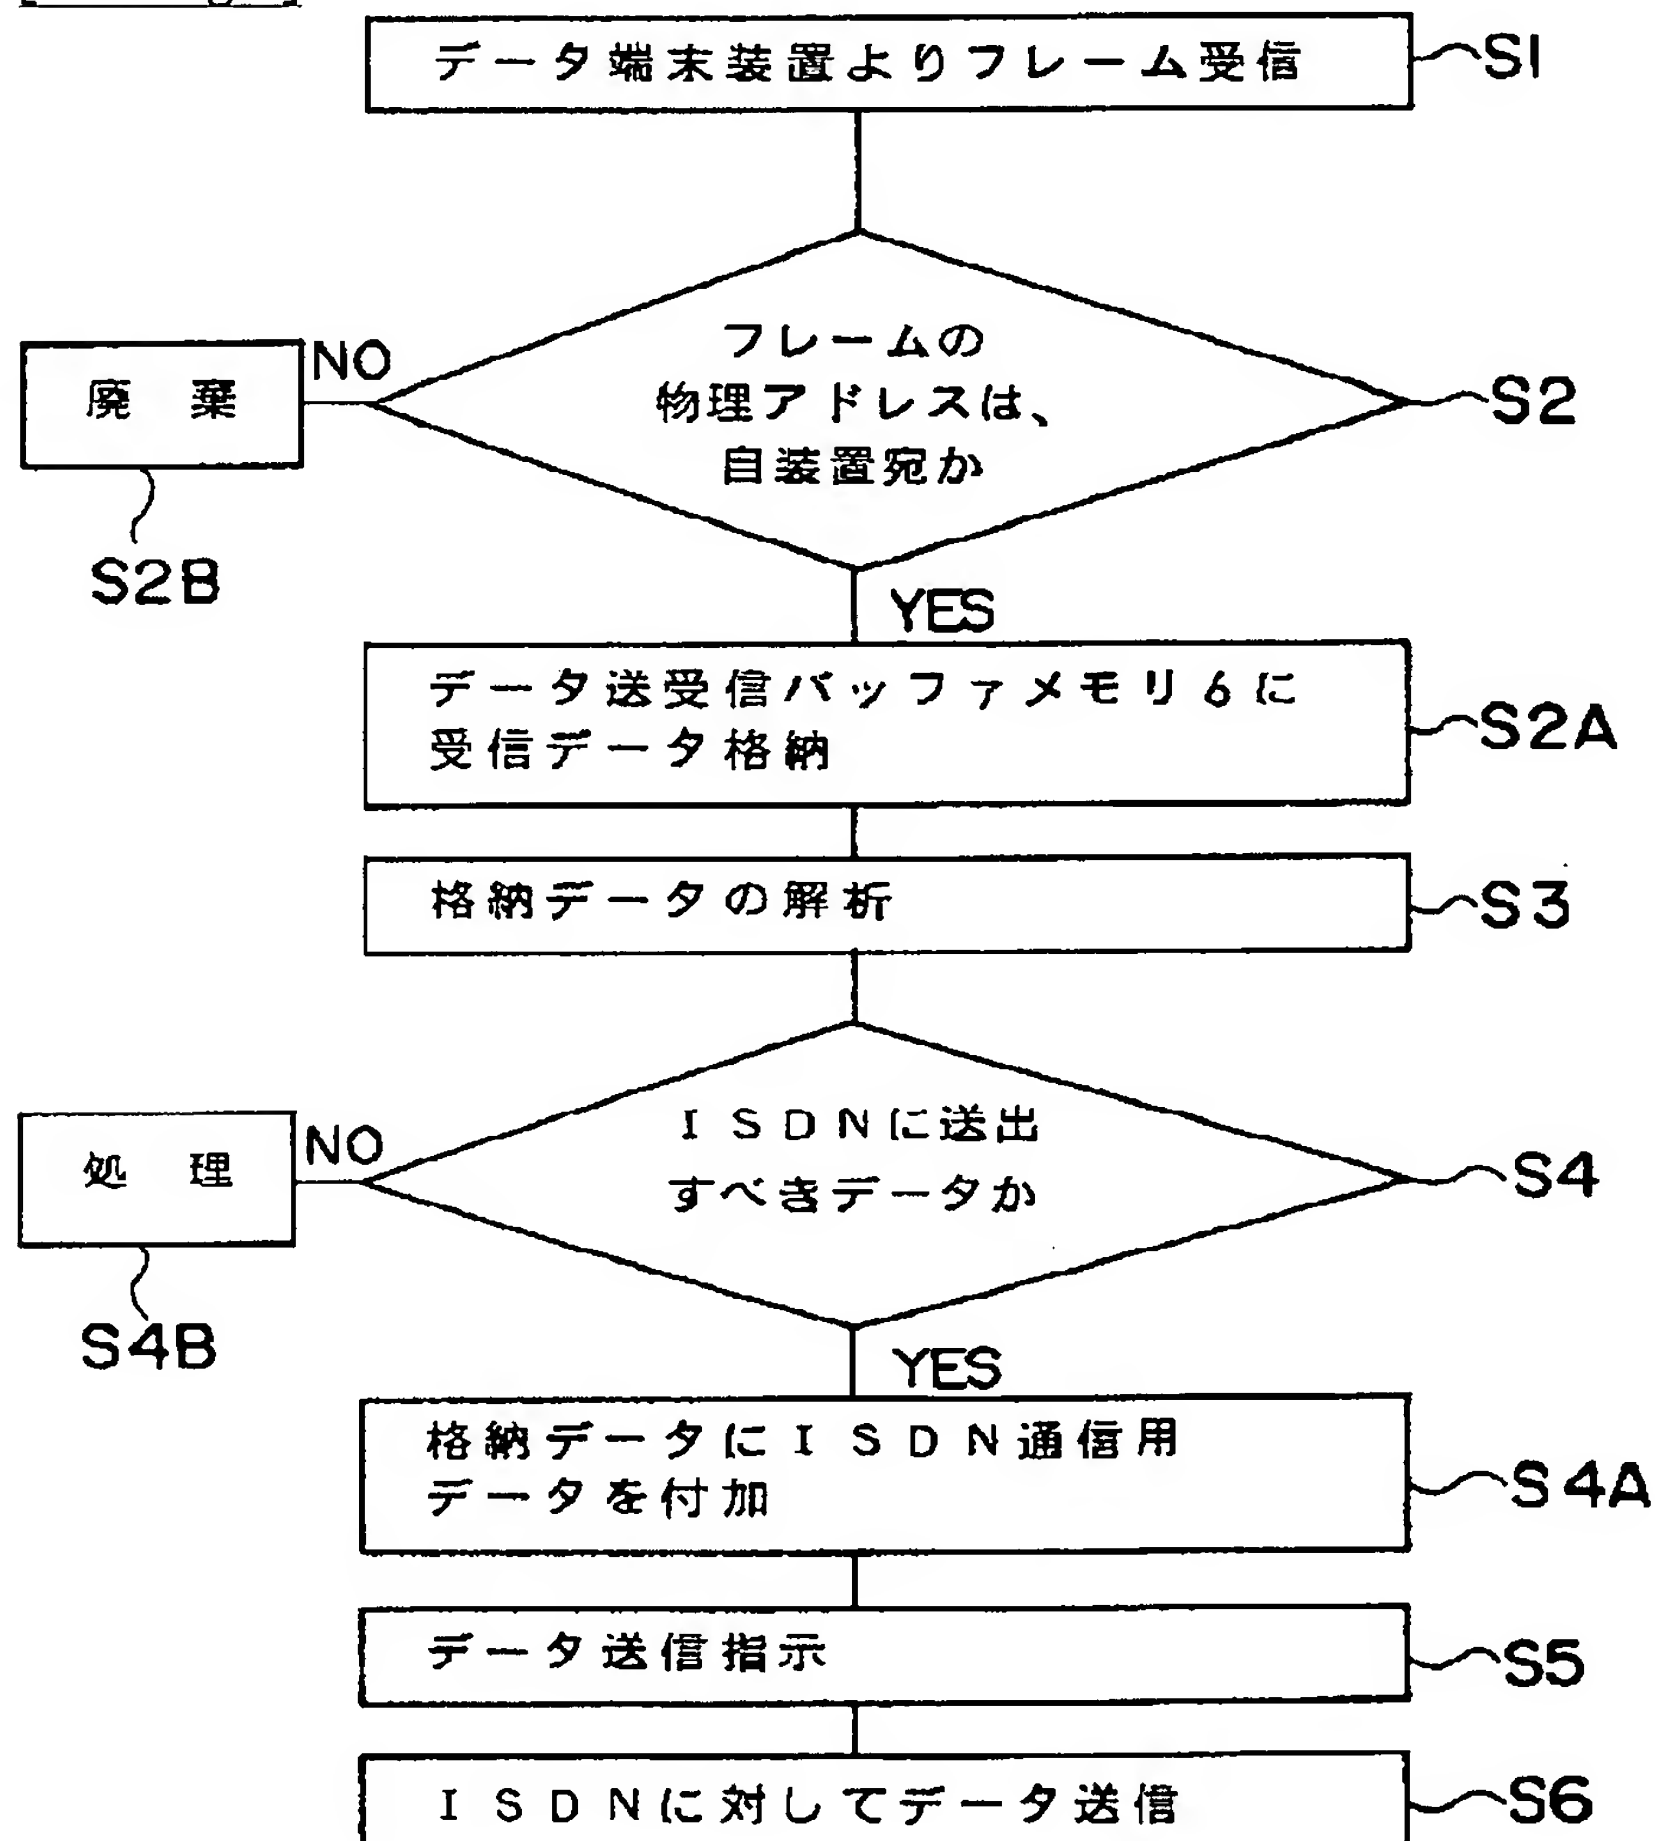 データ端末装置よりフレーム受信
S1
フレームの
物理アドレスは、
自装置宛か
S2
NO
廃 棄
S2B
YES
データ送受信バッファメモリ6に
受信データ格納
S2A
格納データの解析
S3
ISDNに送出
すべきデータか
S4
NO
処 理
S4B
YES
格納データにISDN通信用
データを付加
S4A
データ送信指示
S5
ISDNに対してデータ送信
S6